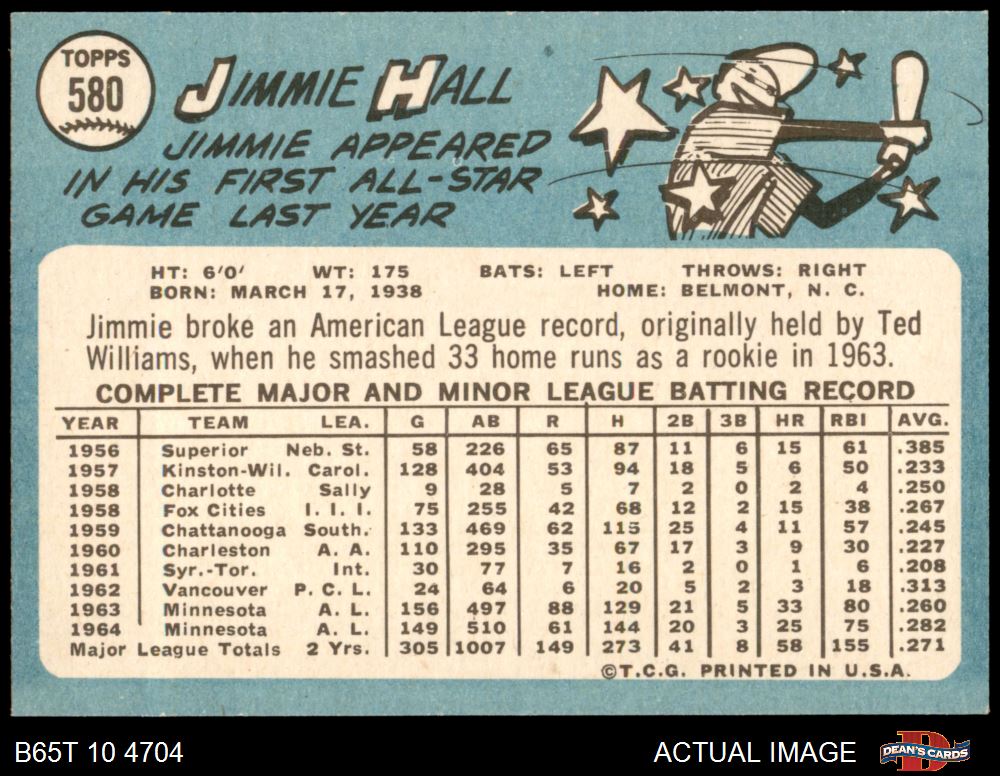 TOPPS
580
JIMMIE HALL
JIMMIE APPEARED
IN HIS FIRST ALL-STAR
GAME LAST YEAR
HT: 6'0' WT: 175 BATS: LEFT THROWS: RIGHT
BORN: MARCH 17, 1938 HOME: BELMONT, N. C.
Jimmie broke an American League record, originally held by Ted
Williams, when he smashed 33 home runs as a rookie in 1963.
COMPLETE MAJOR AND MINOR LEAGUE BATTING RECORD
YEAR TEAM LEA. G AB R H 2B 3B HR RBI AVG.
1956 Superior Neb. St. 58 226 65 87 11 6 15 61 .385
1957 Kinston-Wil. Carol. 128 404 53 94 18 5 6 50 .233
1958 Charlotte Sally 9 28 5 7 2 0 2 4 .250
1958 Fox Cities I. I. I. 75 255 42 68 12 2 15 38 .267
1959 Chattanooga South. 133 469 62 115 25 4 11 57 .245
1960 Charleston A. A. 110 295 35 67 17 3 9 30 .227
1961 Syr.-Tor. Int. 30 77 7 16 2 0 1 6 .208
1962 Vancouver P. C. L. 24 64 6 20 5 2 3 18 .313
1963 Minnesota A. L. 156 497 88 129 21 5 33 80 .260
1964 Minnesota A. L. 149 510 61 144 20 3 25 75 .282
Major League Totals 2 Yrs. 305 1007 149 273 41 8 58 155 .271
©T.C.G. PRINTED IN U.S.A.
B65T 10 4704 ACTUAL IMAGE DEAN'S CARDS